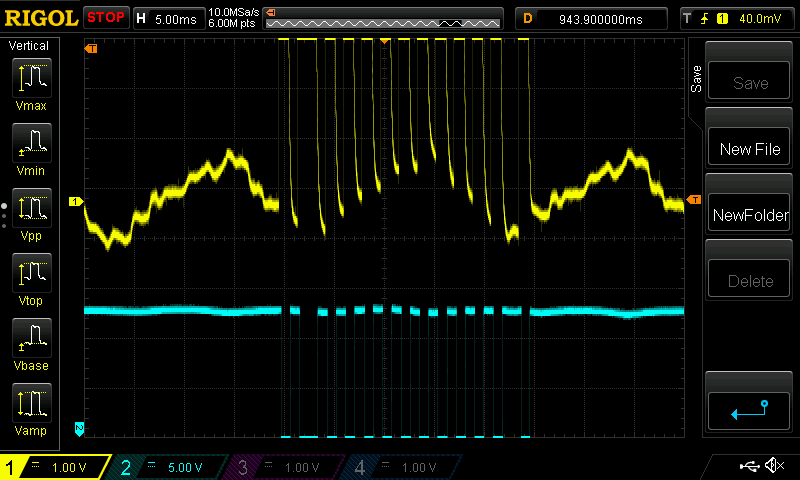 RIGOL STOP H 5.00ms 10.0MSa/s 6.00M pts D 943.900000ms T 1 40.0mV
Vertical
Vmax
Vmin
Vpp
Vtop
Vbase
Vamp
T
1
T
2
Save
Save
New File
NewFolder
Delete
1 1.00 V 2 5.00 V 3 1.00 V 4 1.00 V